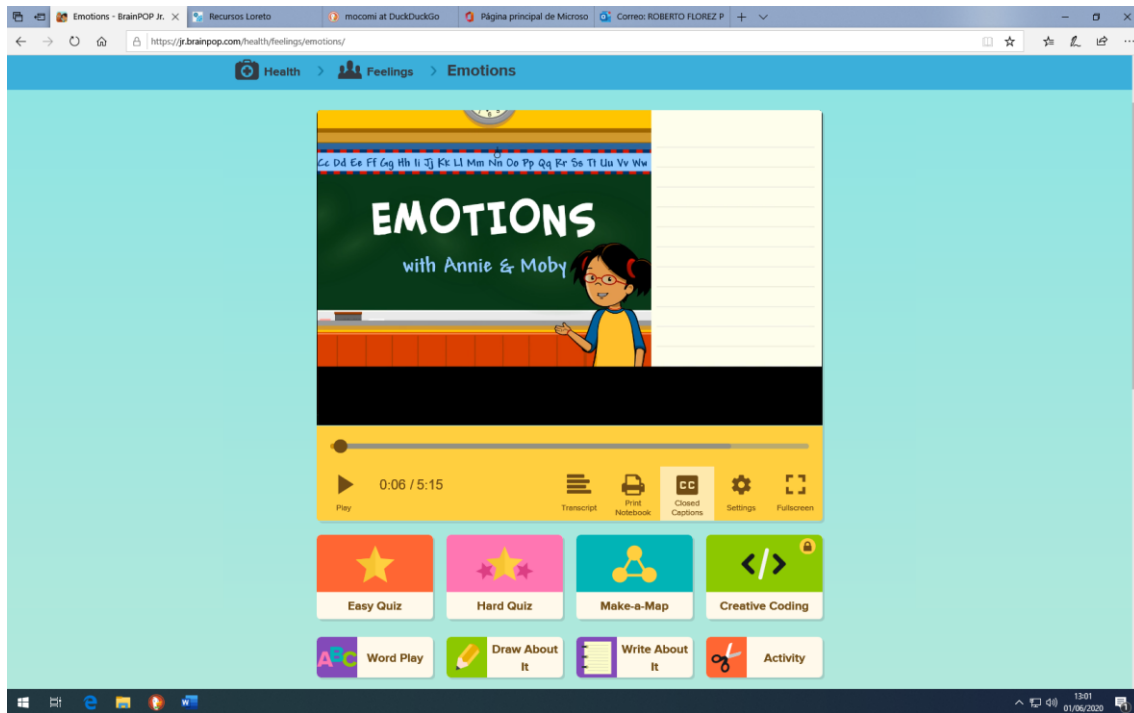 Emotions - BrainPOP Jr.
Recursos Loreto
mocomi at DuckDuckGo
Página principal de Microso
Correo: ROBERTO FLOREZ P
https://jr.brainpop.com/health/feelings/emotions/
Health > Feelings > Emotions
Cc Dd Ee Ff Gg Hh Ii Jj Kk Ll Mm Nn Oo Pp Qq Rr Ss Tt Uu Vv Ww
EMOTIONS
with Annie & Moby
0:06 / 5:15
Play
Transcript
Print Notebook
CC
Closed Captions
Settings
Fullscreen
Easy Quiz
Hard Quiz
Make-a-Map
</>
Creative Coding
ABC
Word Play
Draw About It
Write About It
Activity
13:01
01/06/2020